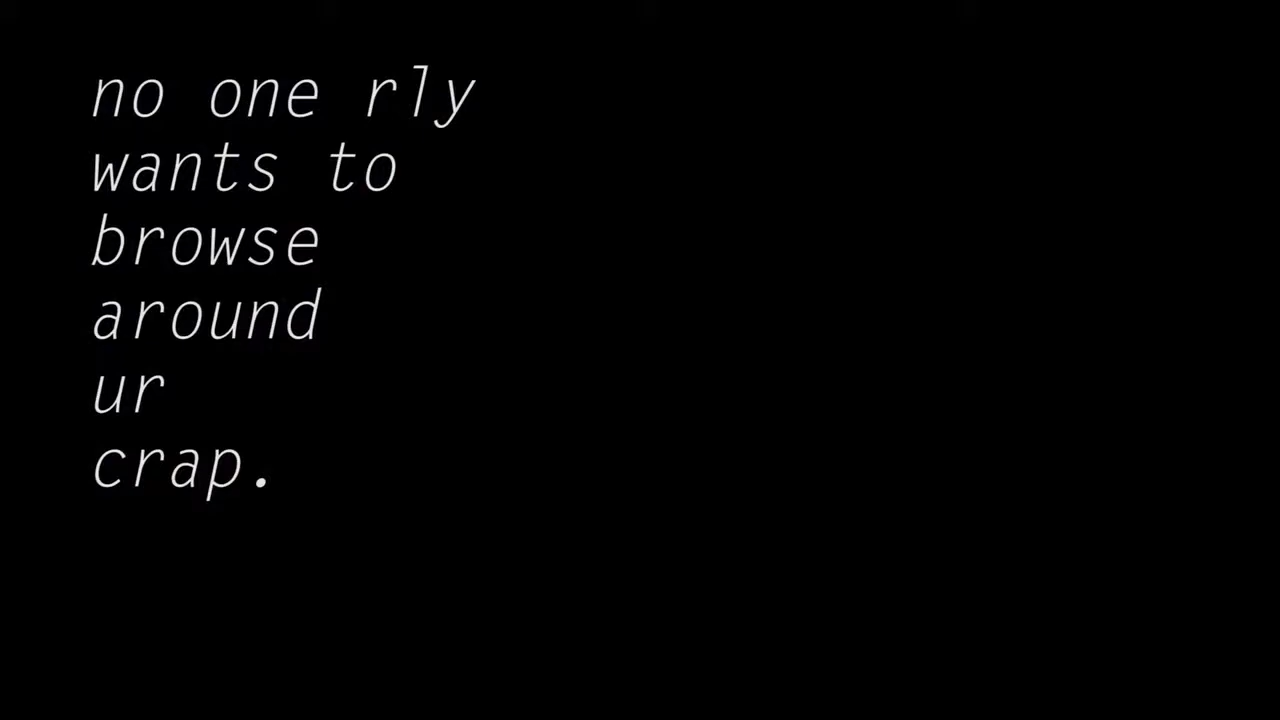 no one rly
wants to
browse
around
ur
crap.